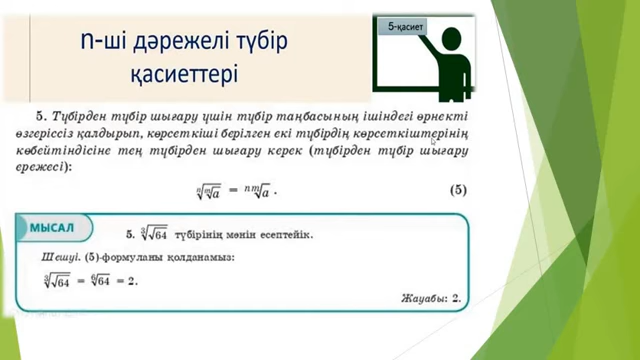 n-ші дәрежелі түбір
қасиеттері
5-қасиет
5. Түбірден түбір шығару үшін түбір таңбасының ішіндегі өрнекті
өзгеріссіз қалдырып, көрсеткіші берілген екі түбірдің көрсеткіштерінің
көбейтіндісіне тең түбірден шығару керек (түбірден түбір шығару
ережесі):
ⁿ√(ᵐ√a) = ⁿᵐ√a . (5)
МЫСАЛ
5. ³√(√64) түбірінің мәнін есептейік.
Шешуі. (5)-формуланы қолданамыз:
³√(√64) = ⁶√64 = 2.
Жауабы: 2.